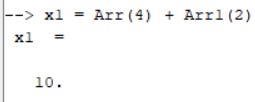 --> x1 = Arr(4) + Arr1(2)
x1 =
10.